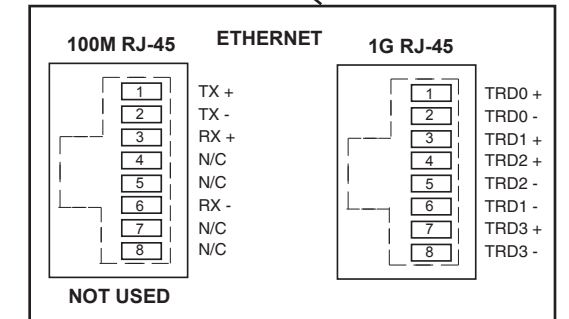 ETHERNET
100M RJ-45
1 TX +
2 TX -
3 RX +
4 N/C
5 N/C
6 RX -
7 N/C
8 N/C
NOT USED
1G RJ-45
1 TRD0 +
2 TRD0 -
3 TRD1 +
4 TRD2 +
5 TRD2 -
6 TRD1 -
7 TRD3 +
8 TRD3 -